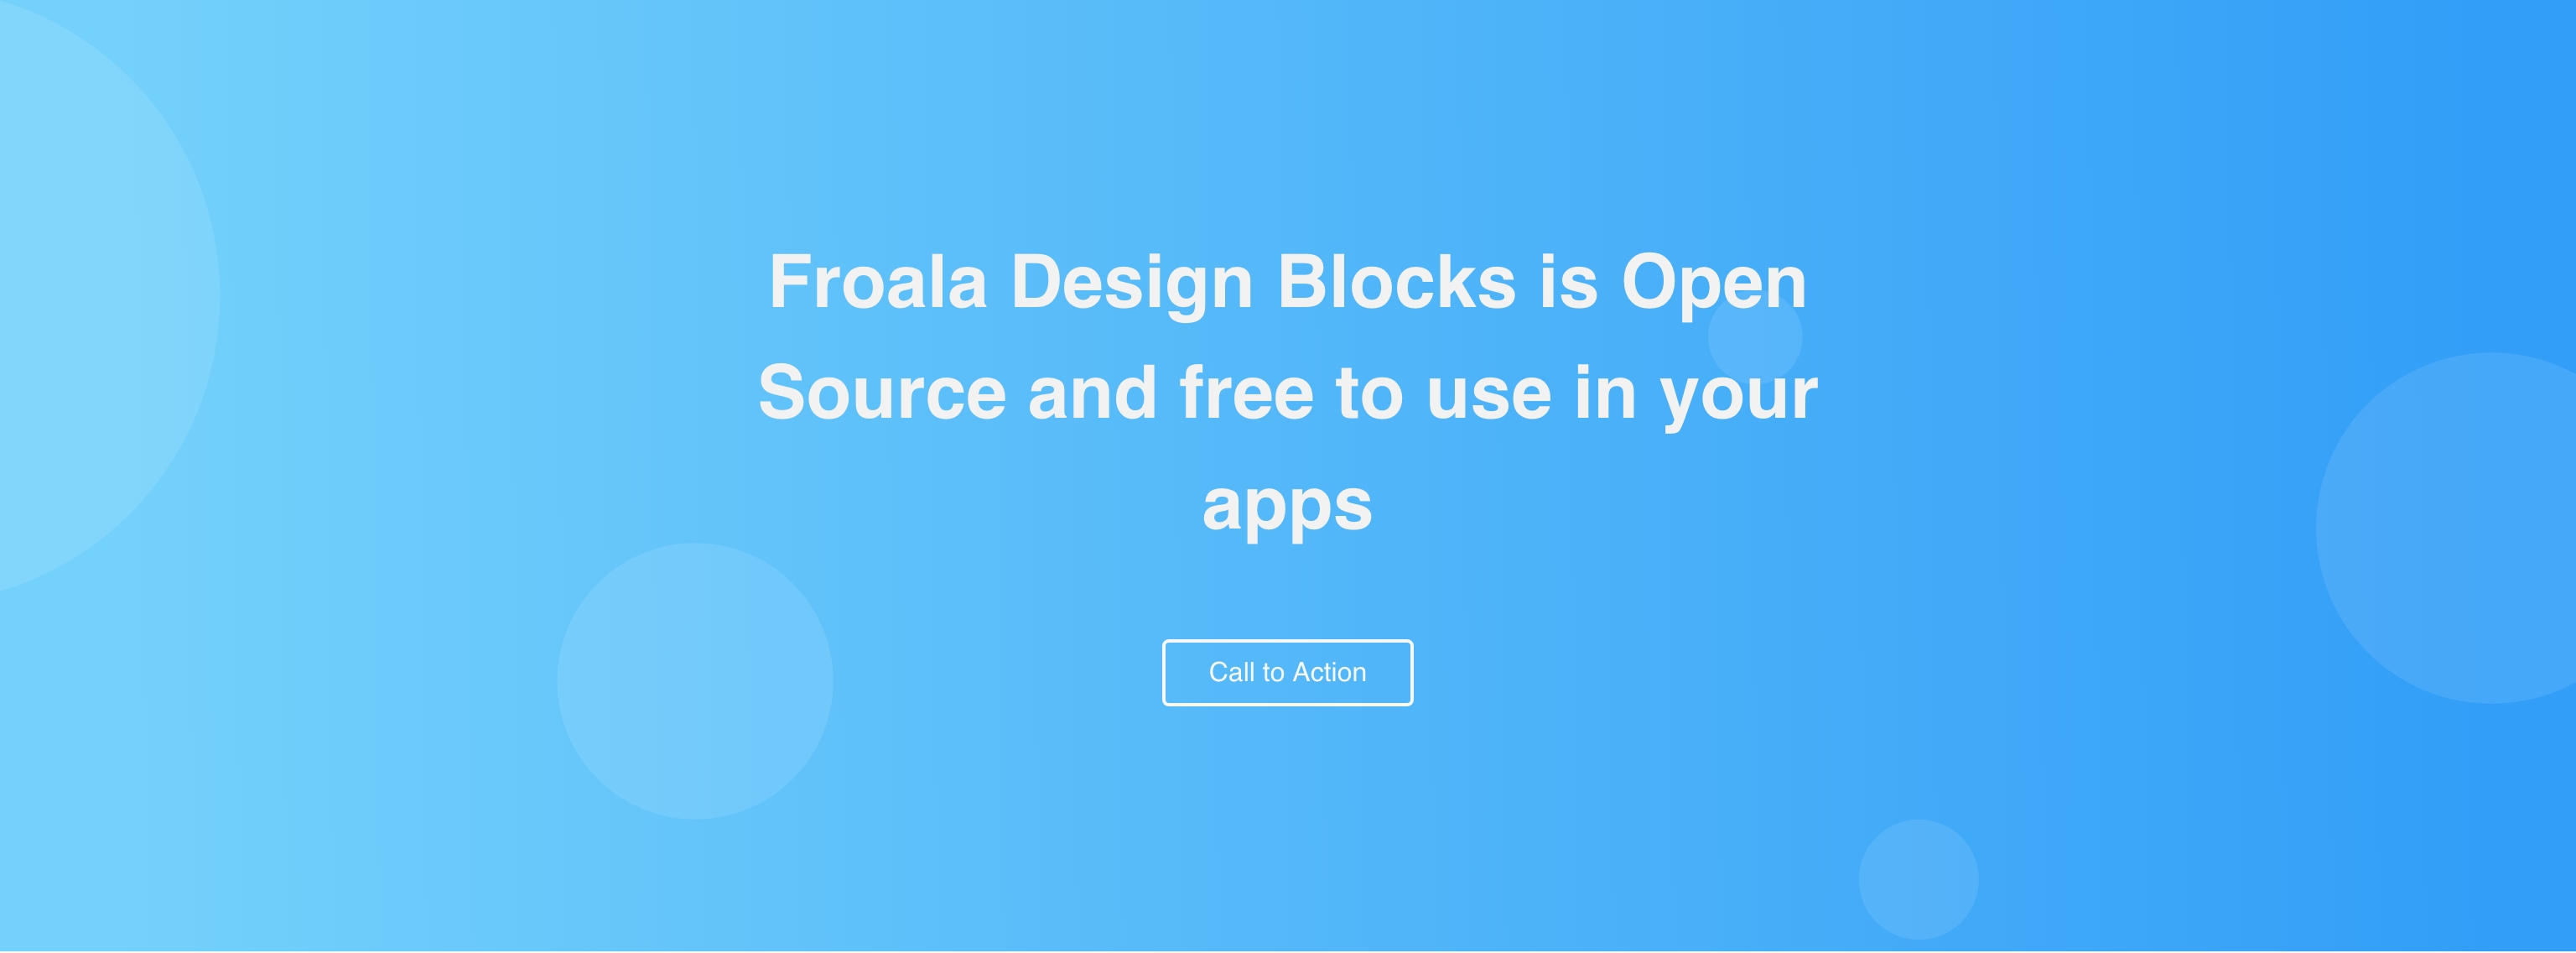 Froala Design Blocks is Open
Source and free to use in your
apps
Call to Action